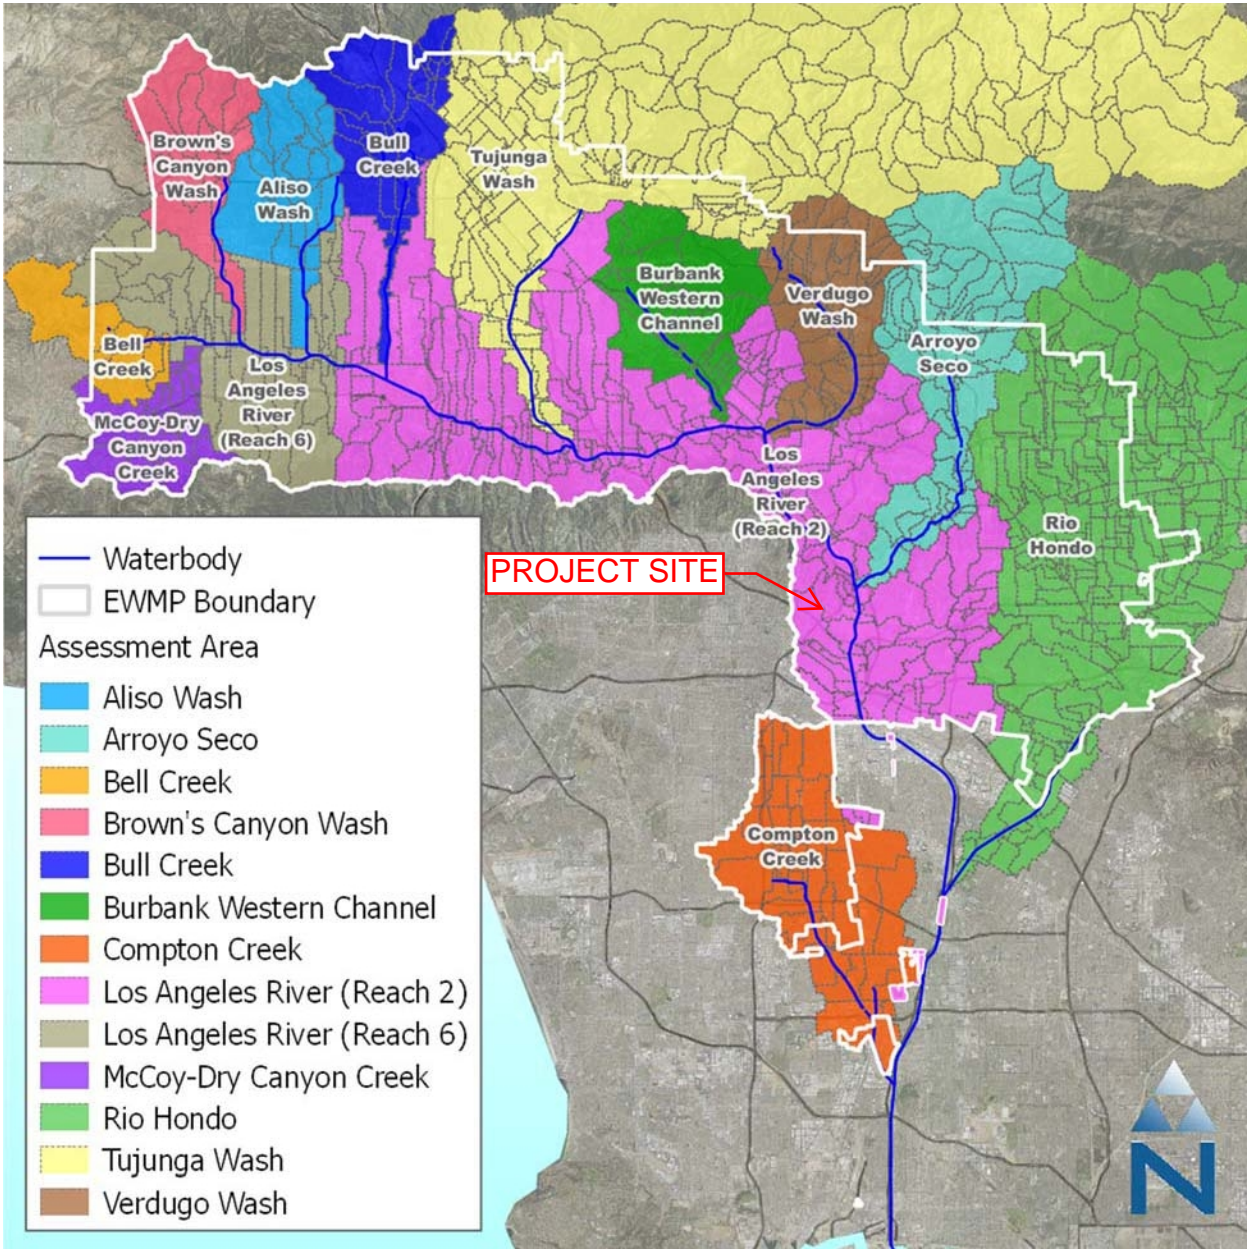 Brown's
Canyon
Wash
Aliso
Wash
Bull
Creek
Tujunga
Wash
Burbank
Western
Channel
Verdugo
Wash
Arroyo
Seco
Bell
Creek
Los
Angeles
River
(Reach 6)
McCoy-Dry
Canyon
Creek
Los
Angeles
River
(Reach 2)
Rio
Hondo
PROJECT SITE
Compton
Creek
Waterbody
EWMP Boundary
Assessment Area
Aliso Wash
Arroyo Seco
Bell Creek
Brown's Canyon Wash
Bull Creek
Burbank Western Channel
Compton Creek
Los Angeles River (Reach 2)
Los Angeles River (Reach 6)
McCoy-Dry Canyon Creek
Rio Hondo
Tujunga Wash
Verdugo Wash
N